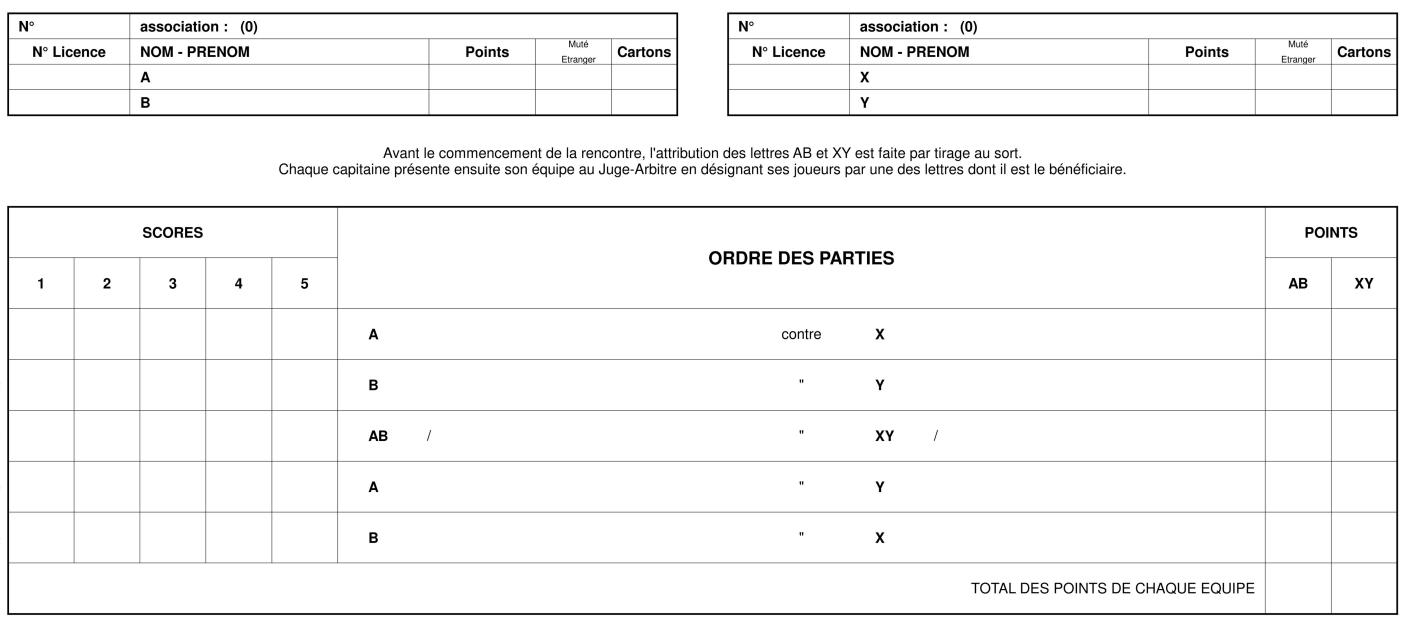 N° association : (0)
N° Licence NOM - PRENOM Points Muté Etranger Cartons
A
B
N° association : (0)
N° Licence NOM - PRENOM Points Muté Etranger Cartons
X
Y
Avant le commencement de la rencontre, l'attribution des lettres AB et XY est faite par tirage au sort.
Chaque capitaine présente ensuite son équipe au Juge-Arbitre en désignant ses joueurs par une des lettres dont il est le bénéficiaire.
SCORES ORDRE DES PARTIES POINTS
1 2 3 4 5 AB XY
A contre X
B " Y
AB / " XY /
A " Y
B " X
TOTAL DES POINTS DE CHAQUE EQUIPE